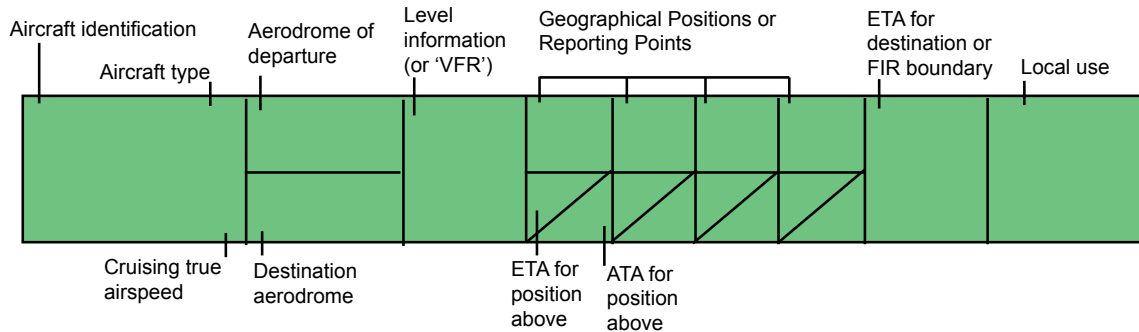 Aircraft identification
Aircraft type
Aerodrome of
departure
Level
information
(or ‘VFR’)
Geographical Positions or
Reporting Points
ETA for
destination or
FIR boundary
Local use
Cruising true
airspeed
Destination
aerodrome
ETA for
position
above
ATA for
position
above